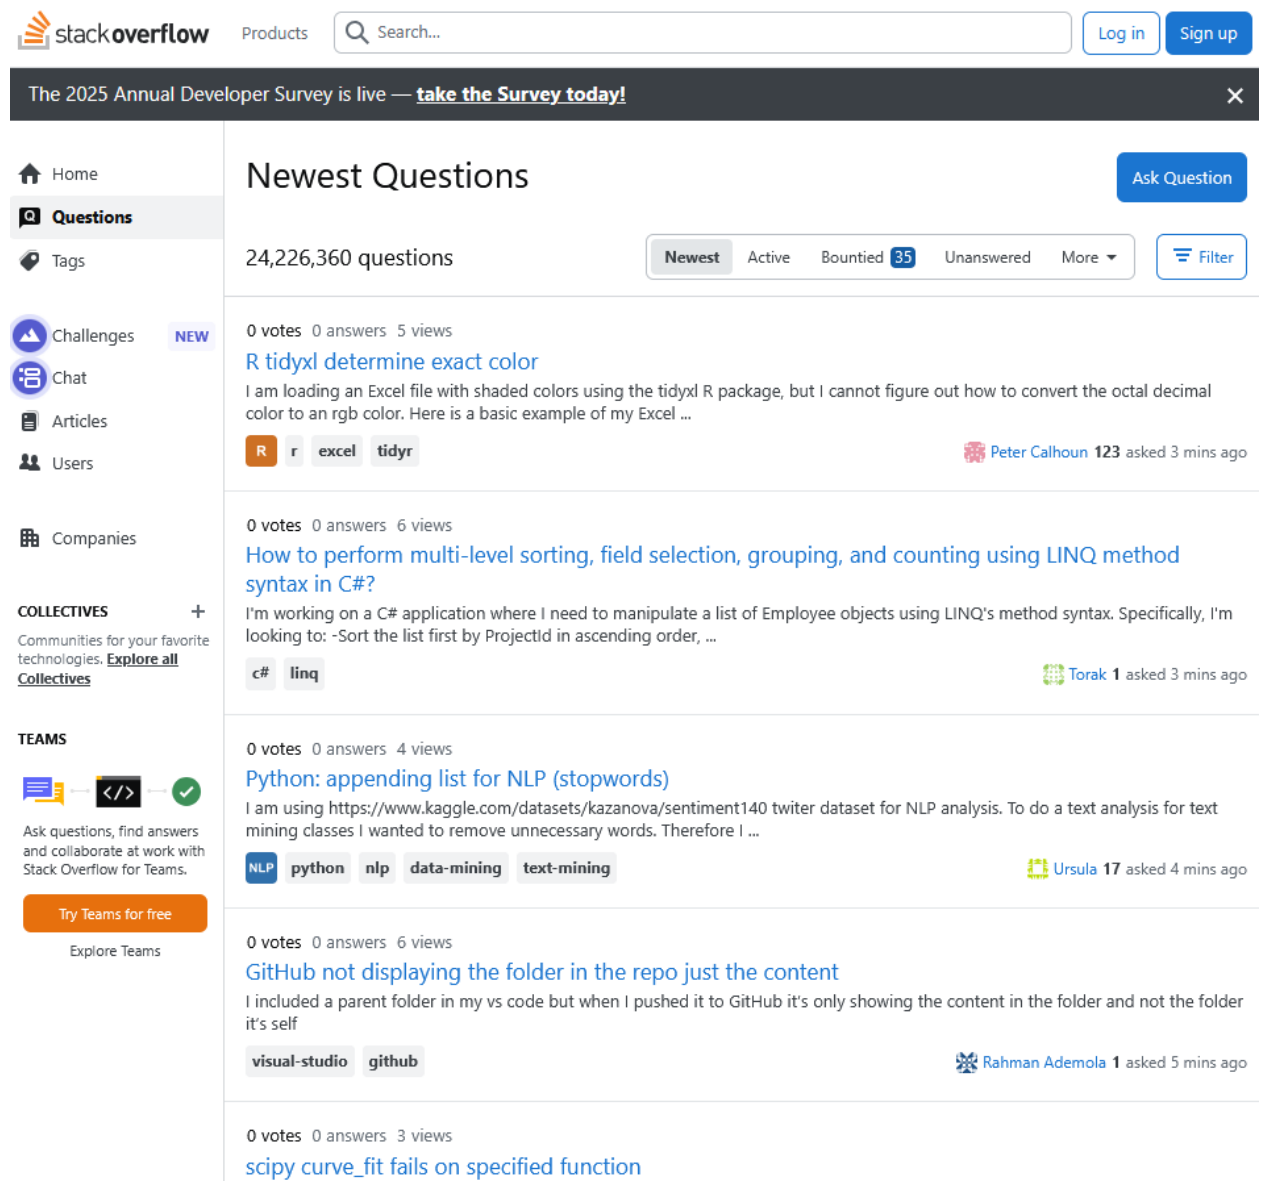 stackoverflow
Products
Search...
Log in
Sign up
The 2025 Annual Developer Survey is live — take the Survey today!
Home
Questions
Tags
Challenges NEW
Chat
Articles
Users
Companies
COLLECTIVES
Communities for your favorite
technologies. Explore all
Collectives
TEAMS
</>
Ask questions, find answers
and collaborate at work with
Stack Overflow for Teams.
Try Teams for free
Explore Teams
Newest Questions
Ask Question
24,226,360 questions
Newest Active Bountied 35 Unanswered More
Filter
0 votes 0 answers 5 views
R tidyxl determine exact color
I am loading an Excel file with shaded colors using the tidyxl R package, but I cannot figure out how to convert the octal decimal
color to an rgb color. Here is a basic example of my Excel ...
R r excel tidyr
Peter Calhoun 123 asked 3 mins ago
0 votes 0 answers 6 views
How to perform multi-level sorting, field selection, grouping, and counting using LINQ method
syntax in C#?
I'm working on a C# application where I need to manipulate a list of Employee objects using LINQ's method syntax. Specifically, I'm
looking to: -Sort the list first by ProjectId in ascending order, ...
c# linq
Torak 1 asked 3 mins ago
0 votes 0 answers 4 views
Python: appending list for NLP (stopwords)
I am using https://www.kaggle.com/datasets/kazanova/sentiment140 twiter dataset for NLP analysis. To do a text analysis for text
mining classes I wanted to remove unnecessary words. Therefore I ...
NLP python nlp data-mining text-mining
Ursula 17 asked 4 mins ago
0 votes 0 answers 6 views
GitHub not displaying the folder in the repo just the content
I included a parent folder in my vs code but when I pushed it to GitHub it's only showing the content in the folder and not the folder
it's self
visual-studio github
Rahman Ademola 1 asked 5 mins ago
0 votes 0 answers 3 views
scipy curve_fit fails on specified function